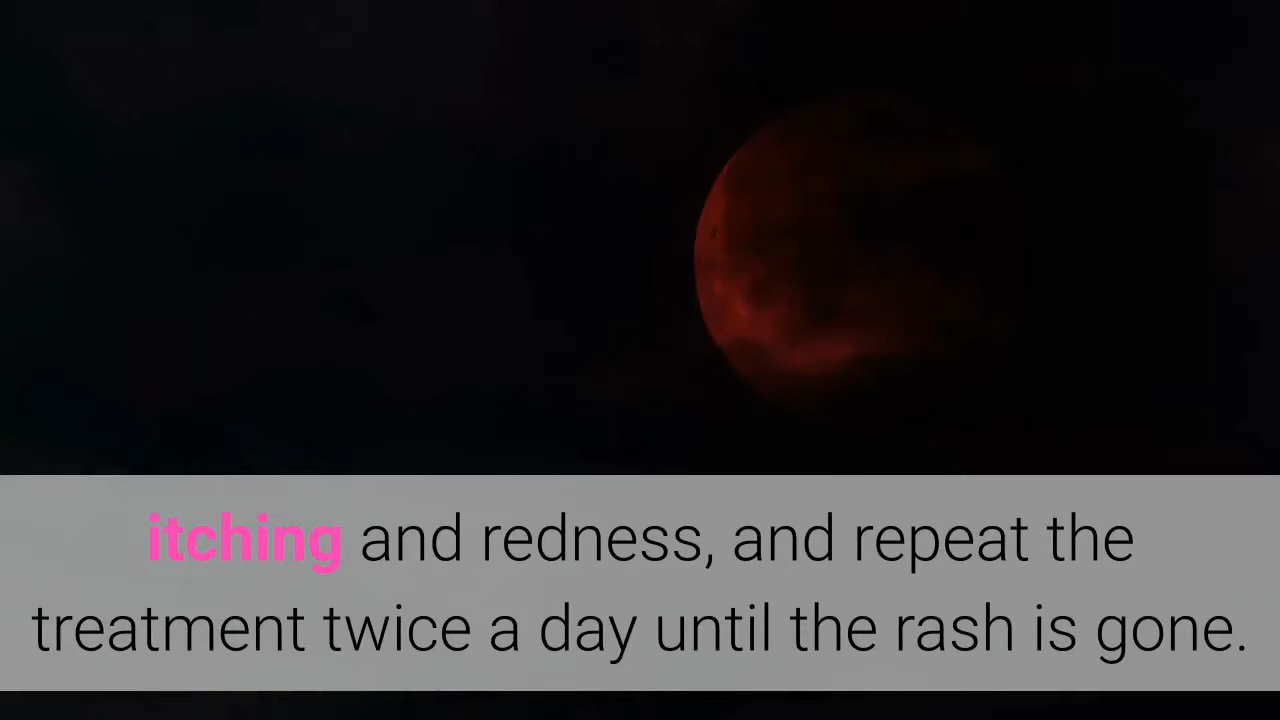 itching and redness, and repeat the
treatment twice a day until the rash is gone.